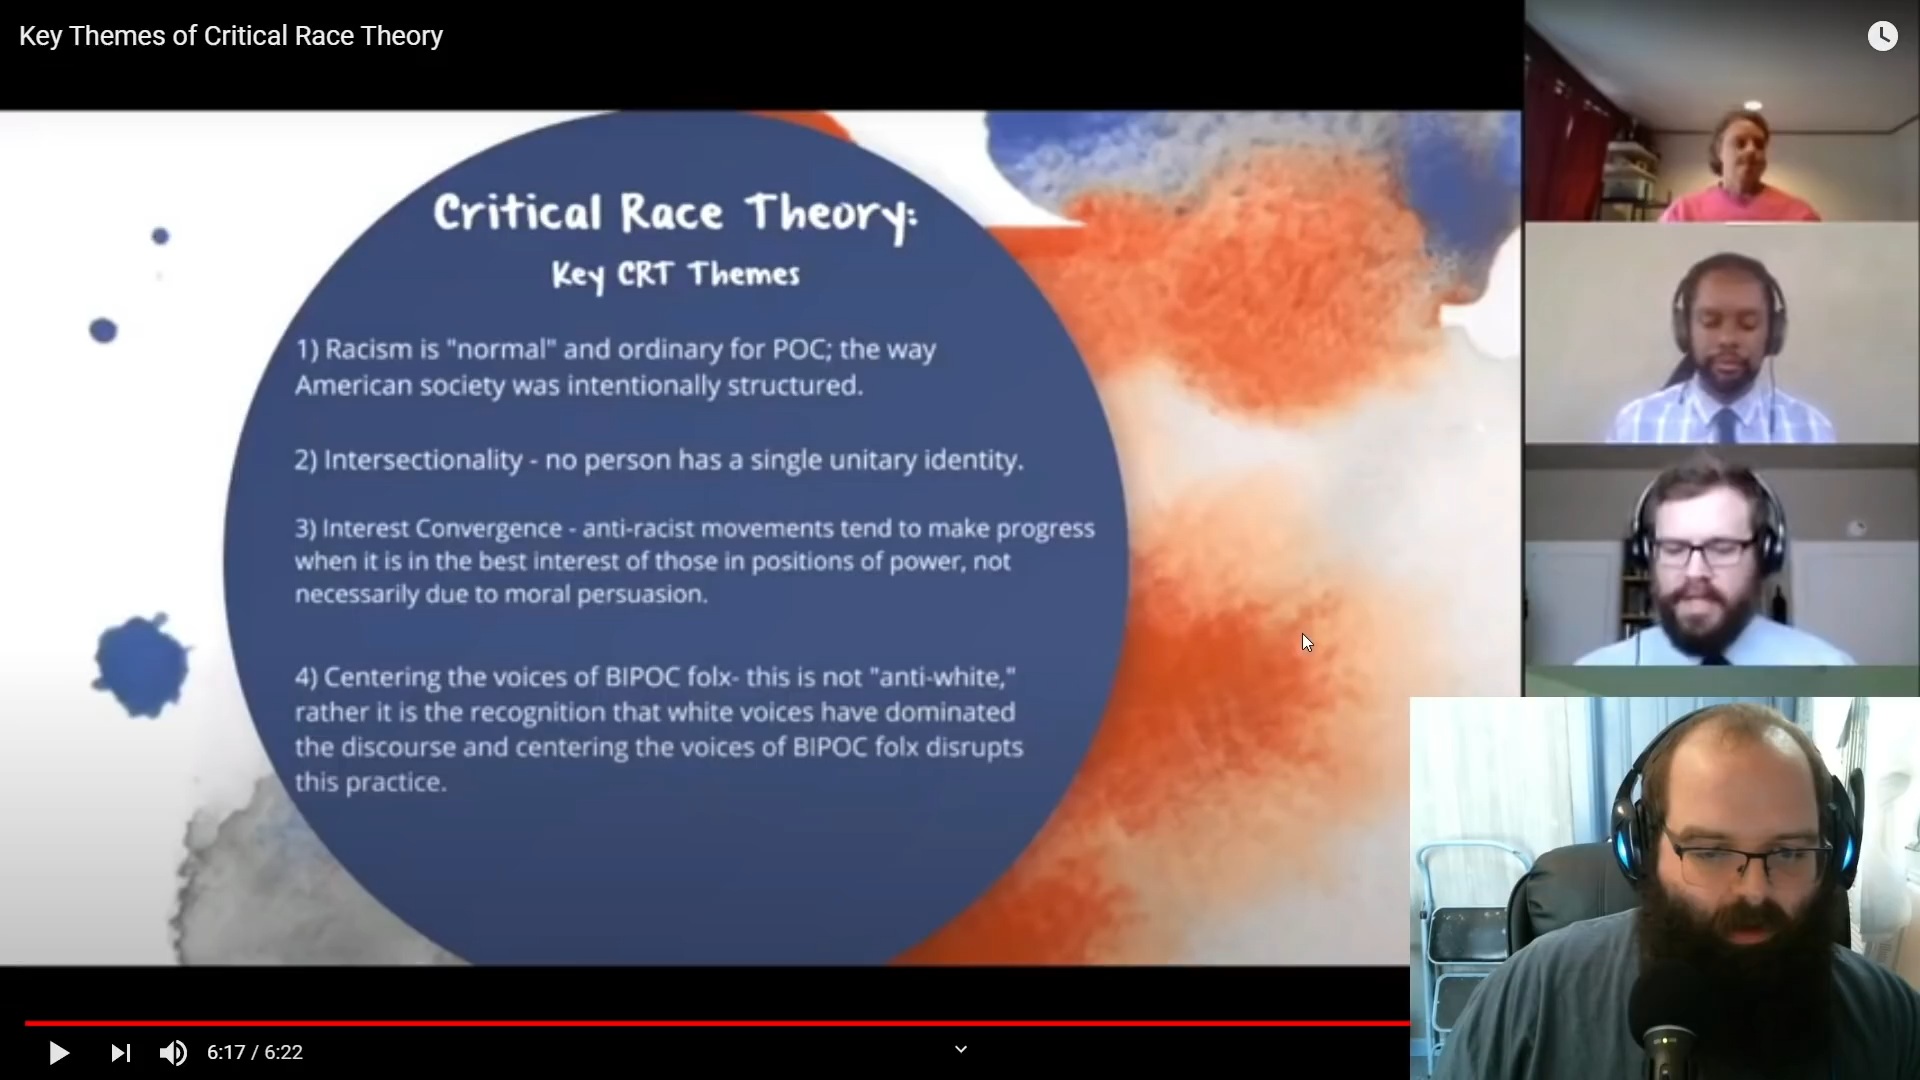 Key Themes of Critical Race Theory
Critical Race Theory:
Key CRT Themes
1) Racism is "normal" and ordinary for POC; the way
American society was intentionally structured.
2) Intersectionality - no person has a single unitary identity.
3) Interest Convergence - anti-racist movements tend to make progress
when it is in the best interest of those in positions of power, not
necessarily due to moral persuasion.
4) Centering the voices of BIPOC folx- this is not "anti-white,"
rather it is the recognition that white voices have dominated
the discourse and centering the voices of BIPOC folx disrupts
this practice.
6:17 / 6:22